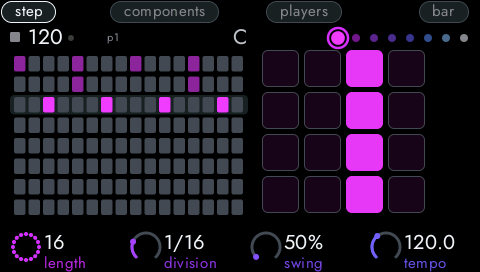 step components players bar
120 p1 C
16 1/16 50% 120.0
length division swing tempo